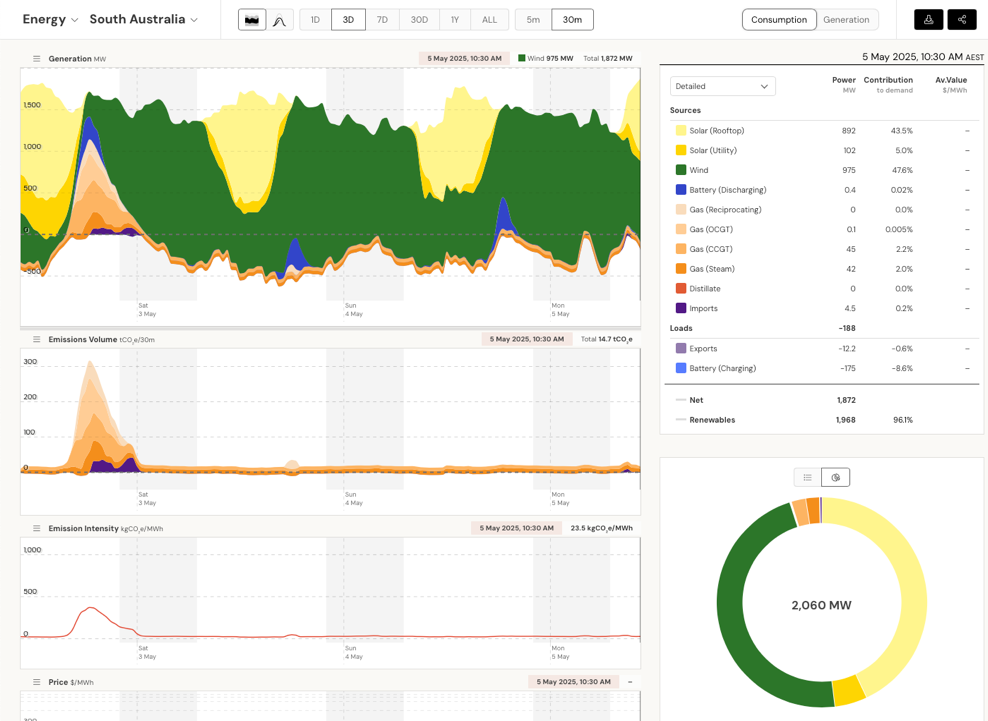 Energy South Australia 1D 3D 7D 30D 1Y ALL 5m 30m Consumption Generation
Generation MW 5 May 2025, 10:30 AM Wind 975 MW Total 1,872 MW
1,500
1,000
500
0
-500
Sat
3 May
Sun
4 May
Mon
5 May
Emissions Volume tCO₂e/30m 5 May 2025, 10:30 AM Total 14.7 tCO₂e
300
200
100
0
Sat
3 May
Sun
4 May
Mon
5 May
Emission Intensity kgCO₂e/MWh 5 May 2025, 10:30 AM 23.5 kgCO₂e/MWh
1,000
500
0
Sat
3 May
Sun
4 May
Mon
5 May
Price $/MWh 5 May 2025, 10:30 AM –
300
5 May 2025, 10:30 AM AEST
Detailed Power Contribution Av.Value
MW to demand $/MWh
Sources
Solar (Rooftop) 892 43.5% –
Solar (Utility) 102 5.0% –
Wind 975 47.6% –
Battery (Discharging) 0.4 0.02% –
Gas (Reciprocating) 0 0.0% –
Gas (OCGT) 0.1 0.005% –
Gas (CCGT) 45 2.2% –
Gas (Steam) 42 2.0% –
Distillate 0 0.0% –
Imports 4.5 0.2% –
Loads -188
Exports -12.2 -0.6% –
Battery (Charging) -175 -8.6% –
Net 1,872
Renewables 1,968 96.1%
2,060 MW